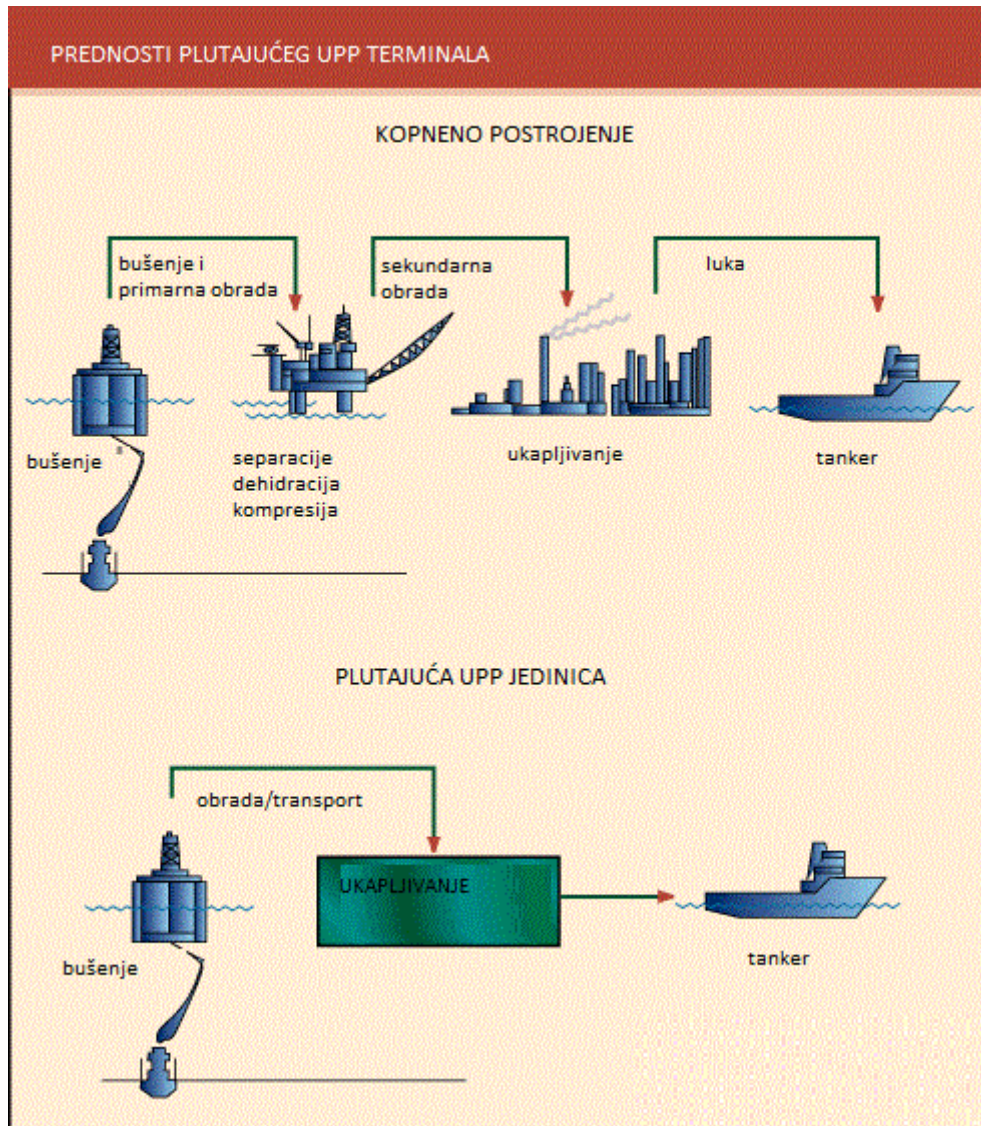 PREDNOSTI PLUTAJUĆEG UPP TERMINALA
KOPNENO POSTROJENJE
bušenje i
primarna obrada
sekundarna
obrada
luka
bušenje
separacije
dehidracija
kompresija
ukapljivanje
tanker
PLUTAJUĆA UPP JEDINICA
obrada/transport
UKAPLJIVANJE
bušenje
tanker